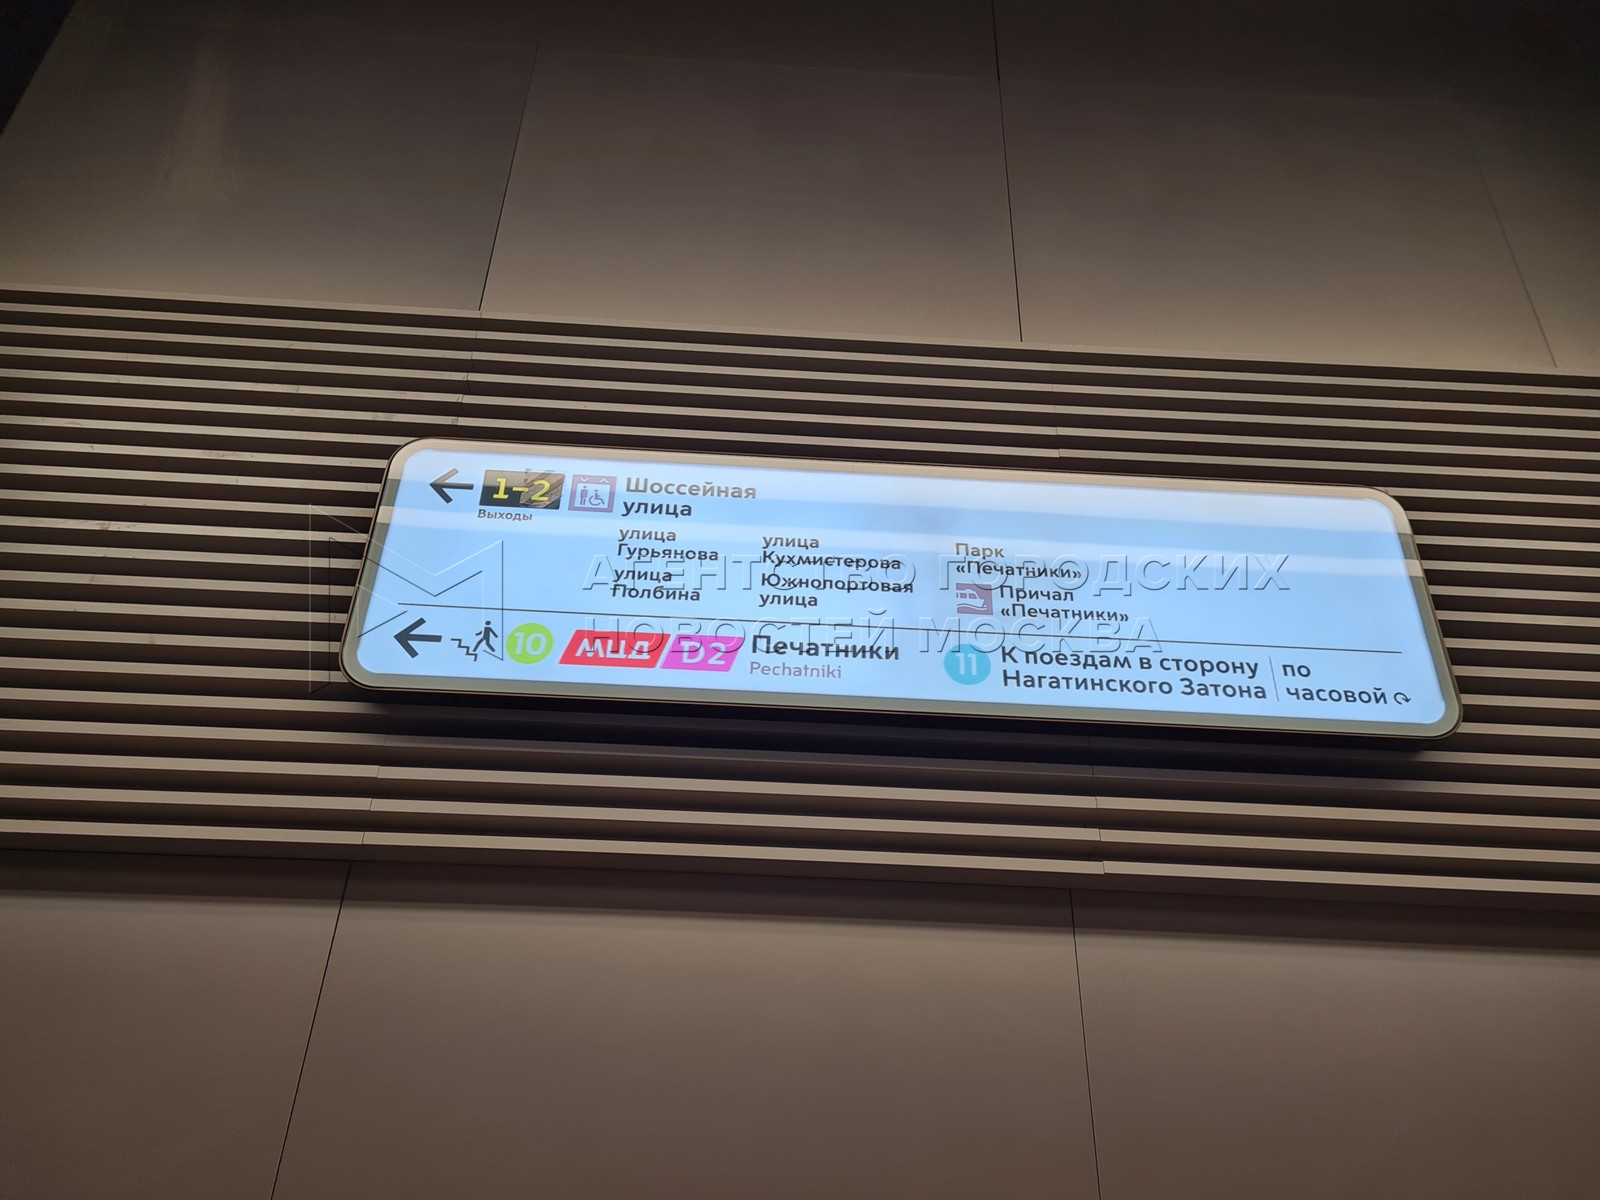 1-2
Выходы
Шоссейная
улица
улица
Гурьянова
улица
Полбина
улица
Кухмистерова
Южнопортовая
улица
Парк
«Печатники»
Причал
«Печатники»
10 МЦД D2 Печатники
Pechatniki
11 К поездам в сторону
Нагатинского Затона
по
часовой
АГЕНТСТВО ГОРОДСКИХ
НОВОСТЕЙ МОСКВА